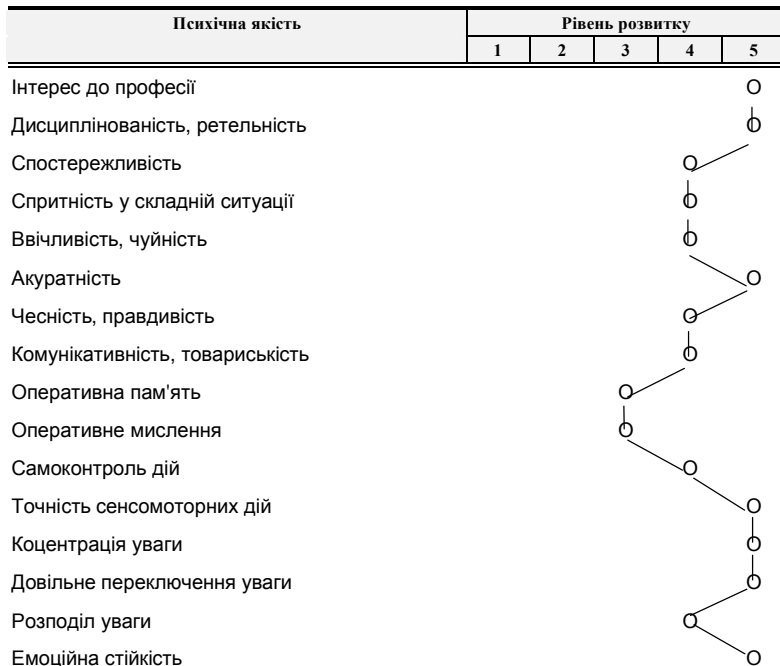 Психічна якість Рівень розвитку
1 2 3 4 5
Інтерес до професії О
Дисциплінованість, ретельність О
Спостережливість О
Спритність у складній ситуації О
Ввічливість, чуйність О
Акуратність О
Чесність, правдивість О
Комунікативність, товариськість О
Оперативна пам'ять О
Оперативне мислення О
Самоконтроль дій О
Точність сенсомоторних дій О
Коцентрація уваги О
Довільне переключення уваги О
Розподіл уваги О
Емоційна стійкість О